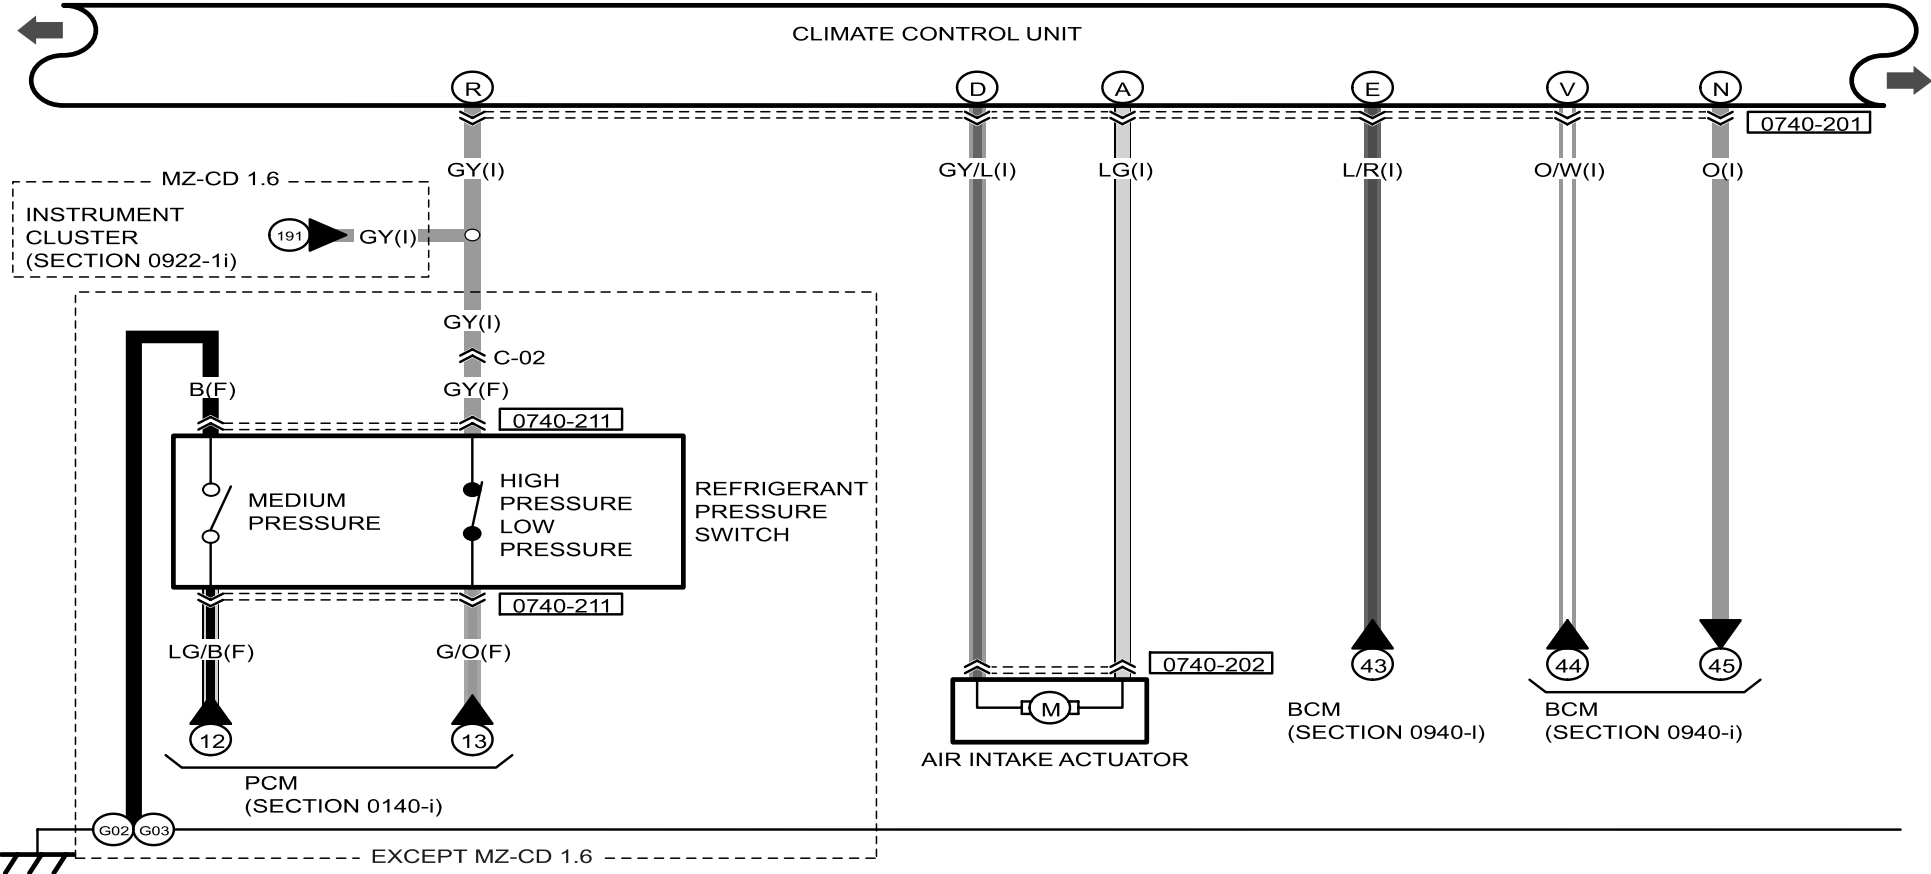 CLIMATE CONTROL UNIT
R
D
A
E
V
N
0740-201
GY(I)
GY/L(I)
LG(I)
L/R(I)
O/W(I)
O(I)
MZ-CD 1.6
INSTRUMENT
CLUSTER
(SECTION 0922-1i)
191
GY(I)
GY(I)
C-02
B(F)
GY(F)
0740-211
MEDIUM
PRESSURE
HIGH
PRESSURE
LOW
PRESSURE
REFRIGERANT
PRESSURE
SWITCH
0740-211
LG/B(F)
G/O(F)
12
13
PCM
(SECTION 0140-i)
0740-202
M
AIR INTAKE ACTUATOR
43
44
45
BCM
(SECTION 0940-I)
BCM
(SECTION 0940-i)
G02
G03
EXCEPT MZ-CD 1.6